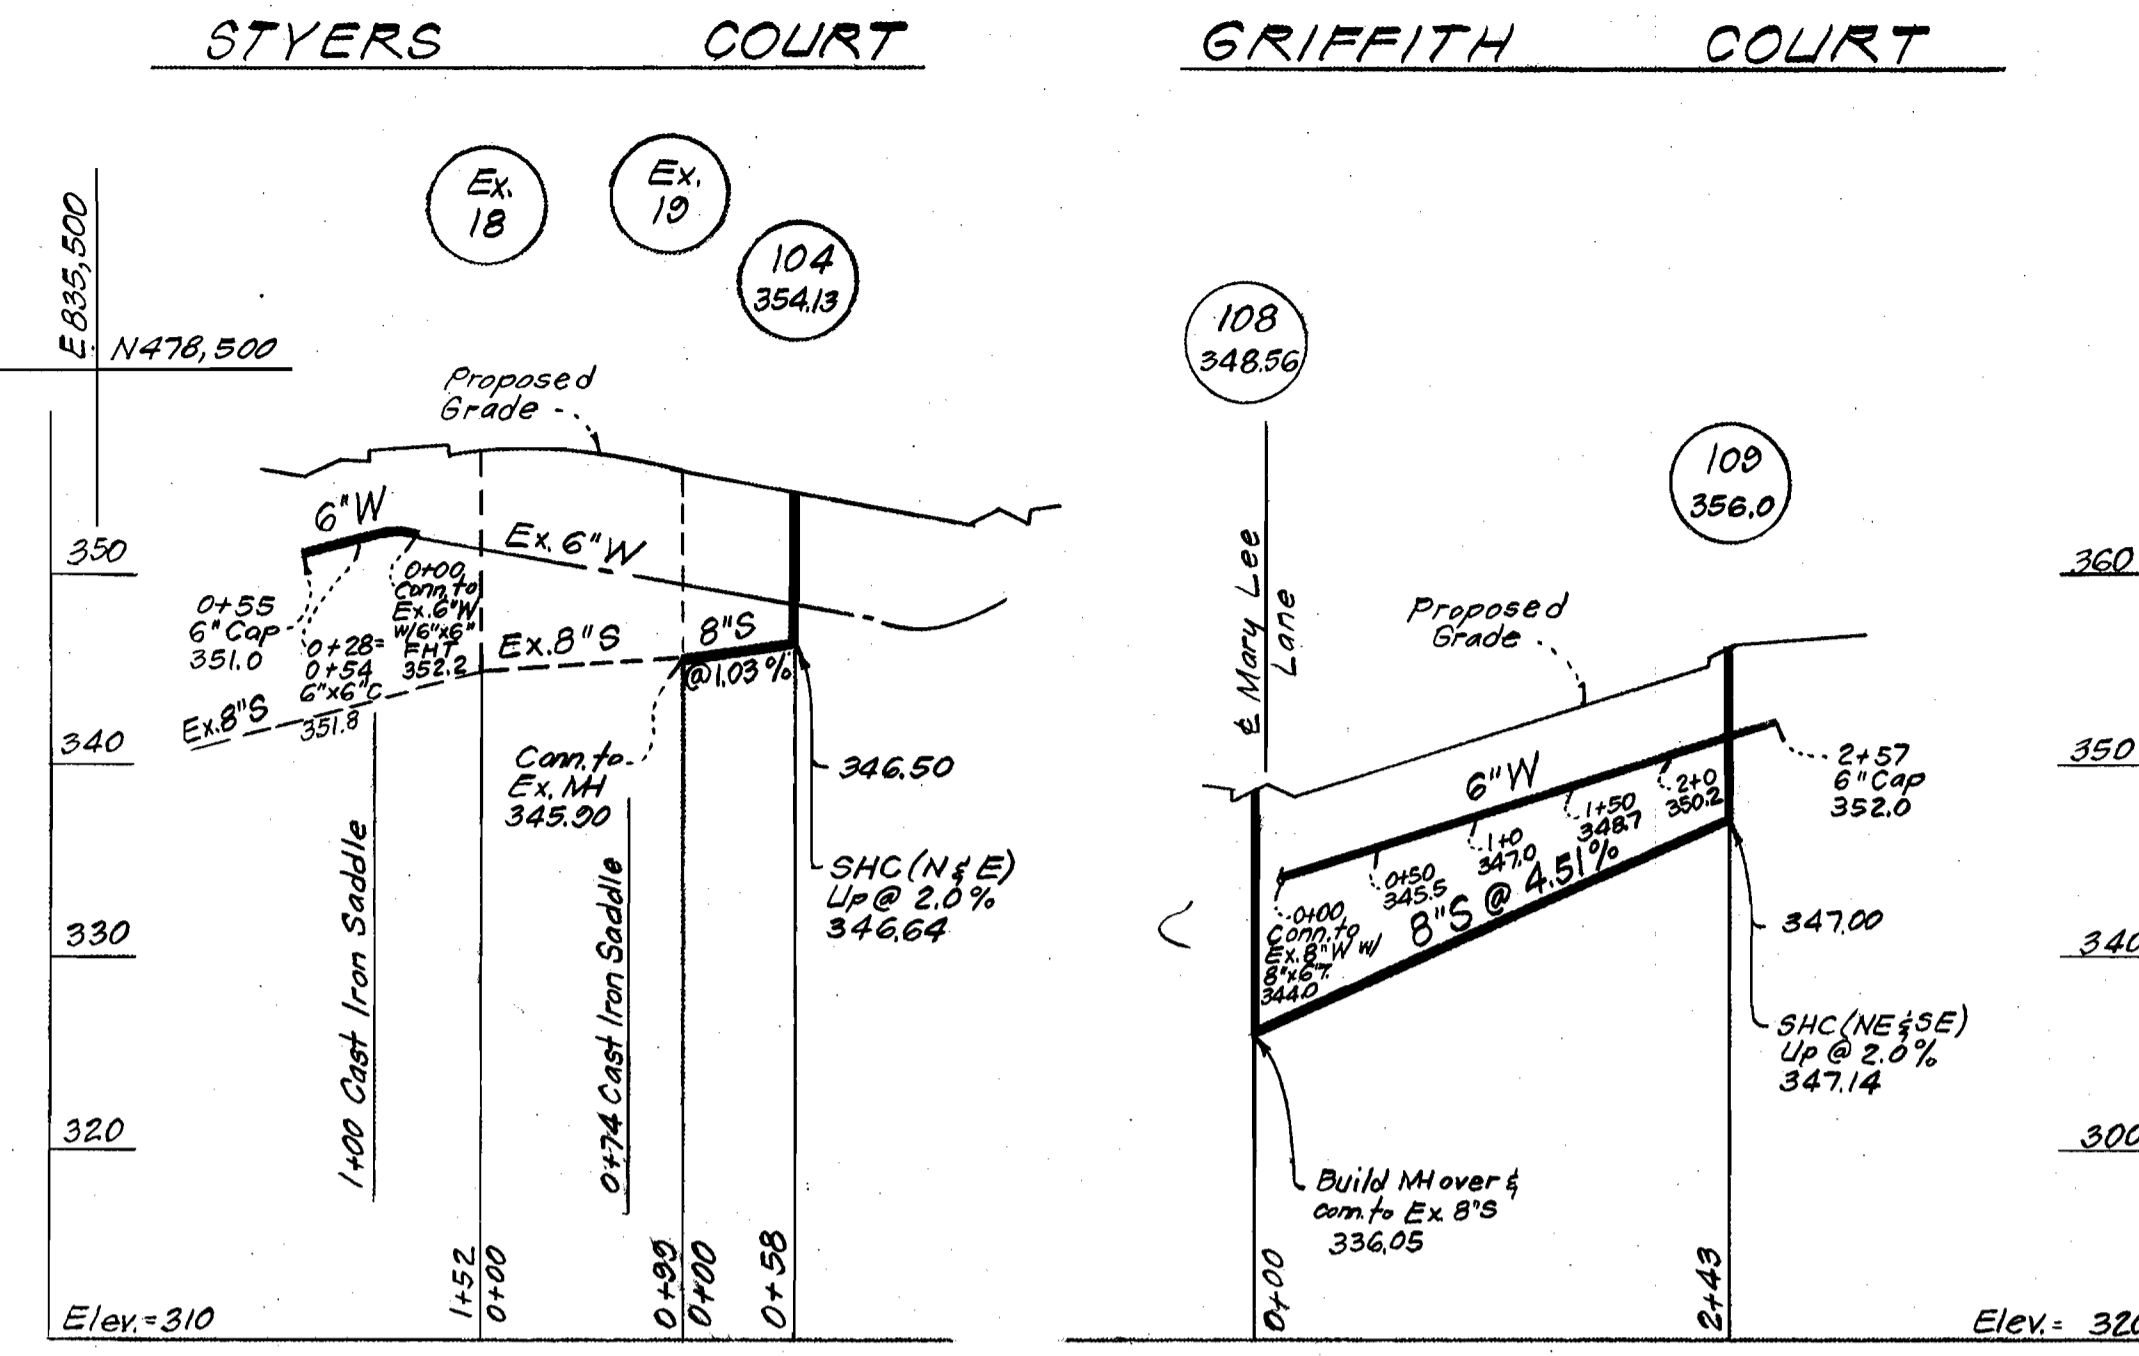 STYERS COURT
Ex.
18
Ex.
19
104
354.13
E 835,500
N478,500
Proposed
Grade
6"W
Ex. 6"W
350
340
330
320
Elev.=310
0+55
6" Cap
351.0
0+28=
0+54
6"x6"C
351.8
0+00
Conn. to
Ex. 6"W
w/6"x6"
FHT
352.2
Ex. 8"S
Ex. 8"S
8"S
@ 1.03 %
Conn. to
Ex. MH
345.90
346.50
SHC (N & E)
Up @ 2.0 %
346.64
1+00 Cast Iron Saddle
0+74 Cast Iron Saddle
1+52
0+00
0+99
0+00
0+58
GRIFFITH COURT
108
348.56
109
356.0
℄ Mary Lee
Lane
Proposed
Grade
6"W
0+00
Conn. to
Ex. 8"W w/
8"x6"T.
344.0
0+50
345.5
1+0
347.0
1+50
348.7
2+0
350.2
2+57
6" Cap
352.0
8"S @ 4.51 %
347.00
SHC (NE & SE)
Up @ 2.0 %
347.14
Build MH over &
conn. to Ex. 8"S
336.05
0+00
2+43
360
350
340
300
Elev. = 320